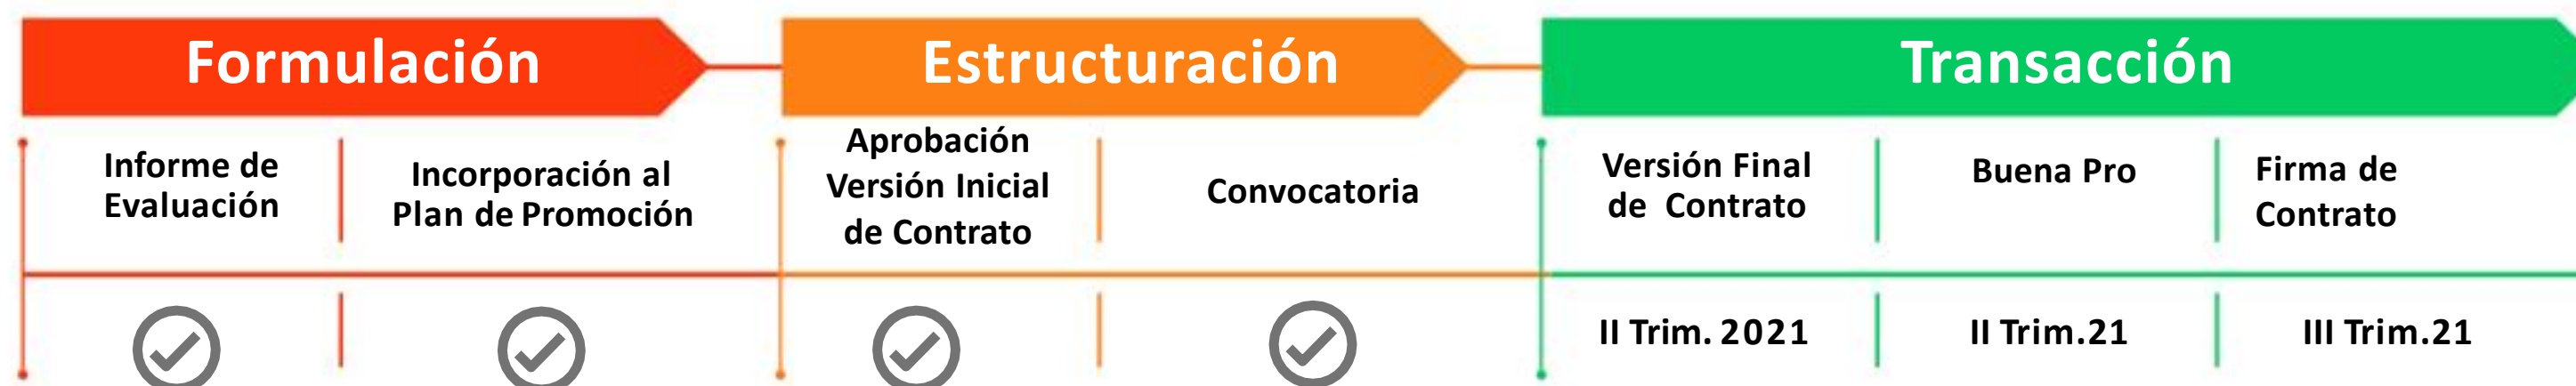 Formulación
Estructuración
Transacción
Informe de
Evaluación
Incorporación al
Plan de Promoción
Aprobación
Versión Inicial
de Contrato
Convocatoria
Versión Final
de Contrato
Buena Pro
Firma de
Contrato
II Trim. 2021
II Trim.21
III Trim.21